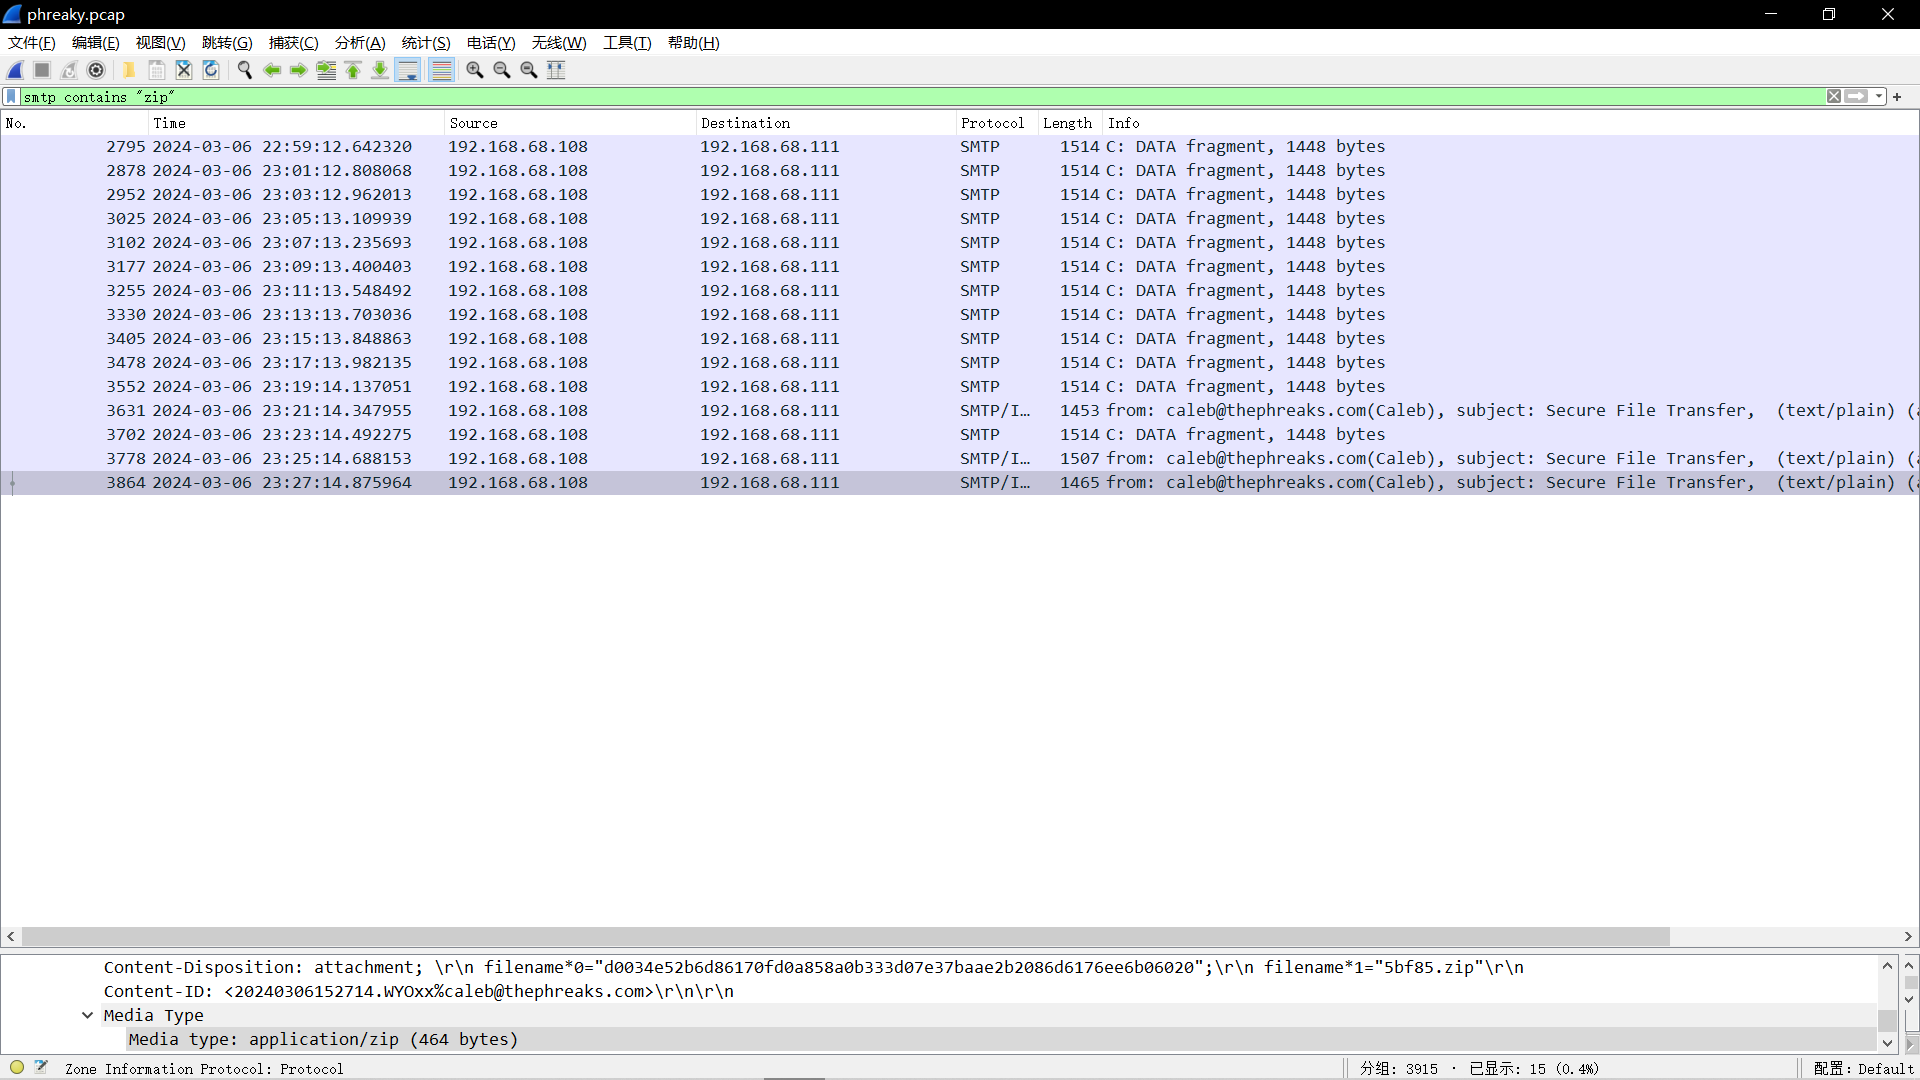 phreaky.pcap
文件(F) 编辑(E) 视图(V) 跳转(G) 捕获(C) 分析(A) 统计(S) 电话(Y) 无线(W) 工具(T) 帮助(H)
smtp contains "zip"
No. Time Source Destination Protocol Length Info
2795 2024-03-06 22:59:12.642320 192.168.68.108 192.168.68.111 SMTP 1514 C: DATA fragment, 1448 bytes
2878 2024-03-06 23:01:12.808068 192.168.68.108 192.168.68.111 SMTP 1514 C: DATA fragment, 1448 bytes
2952 2024-03-06 23:03:12.962013 192.168.68.108 192.168.68.111 SMTP 1514 C: DATA fragment, 1448 bytes
3025 2024-03-06 23:05:13.109939 192.168.68.108 192.168.68.111 SMTP 1514 C: DATA fragment, 1448 bytes
3102 2024-03-06 23:07:13.235693 192.168.68.108 192.168.68.111 SMTP 1514 C: DATA fragment, 1448 bytes
3177 2024-03-06 23:09:13.400403 192.168.68.108 192.168.68.111 SMTP 1514 C: DATA fragment, 1448 bytes
3255 2024-03-06 23:11:13.548492 192.168.68.108 192.168.68.111 SMTP 1514 C: DATA fragment, 1448 bytes
3330 2024-03-06 23:13:13.703036 192.168.68.108 192.168.68.111 SMTP 1514 C: DATA fragment, 1448 bytes
3405 2024-03-06 23:15:13.848863 192.168.68.108 192.168.68.111 SMTP 1514 C: DATA fragment, 1448 bytes
3478 2024-03-06 23:17:13.982135 192.168.68.108 192.168.68.111 SMTP 1514 C: DATA fragment, 1448 bytes
3552 2024-03-06 23:19:14.137051 192.168.68.108 192.168.68.111 SMTP 1514 C: DATA fragment, 1448 bytes
3631 2024-03-06 23:21:14.347955 192.168.68.108 192.168.68.111 SMTP/I… 1453 from: caleb@thephreaks.com(Caleb), subject: Secure File Transfer, (text/plain) (a
3702 2024-03-06 23:23:14.492275 192.168.68.108 192.168.68.111 SMTP 1514 C: DATA fragment, 1448 bytes
3778 2024-03-06 23:25:14.688153 192.168.68.108 192.168.68.111 SMTP/I… 1507 from: caleb@thephreaks.com(Caleb), subject: Secure File Transfer, (text/plain) (a
3864 2024-03-06 23:27:14.875964 192.168.68.108 192.168.68.111 SMTP/I… 1465 from: caleb@thephreaks.com(Caleb), subject: Secure File Transfer, (text/plain) (a
Content-Disposition: attachment; \r\n filename*0="d0034e52b6d86170fd0a858a0b333d07e37baae2b2086d6176ee6b06020";\r\n filename*1="5bf85.zip"\r\n
Content-ID: <20240306152714.WYOxx%caleb@thephreaks.com>\r\n\r\n
Media Type
Media type: application/zip (464 bytes)
Zone Information Protocol: Protocol 分组: 3915 · 已显示: 15 (0.4%) 配置: Default